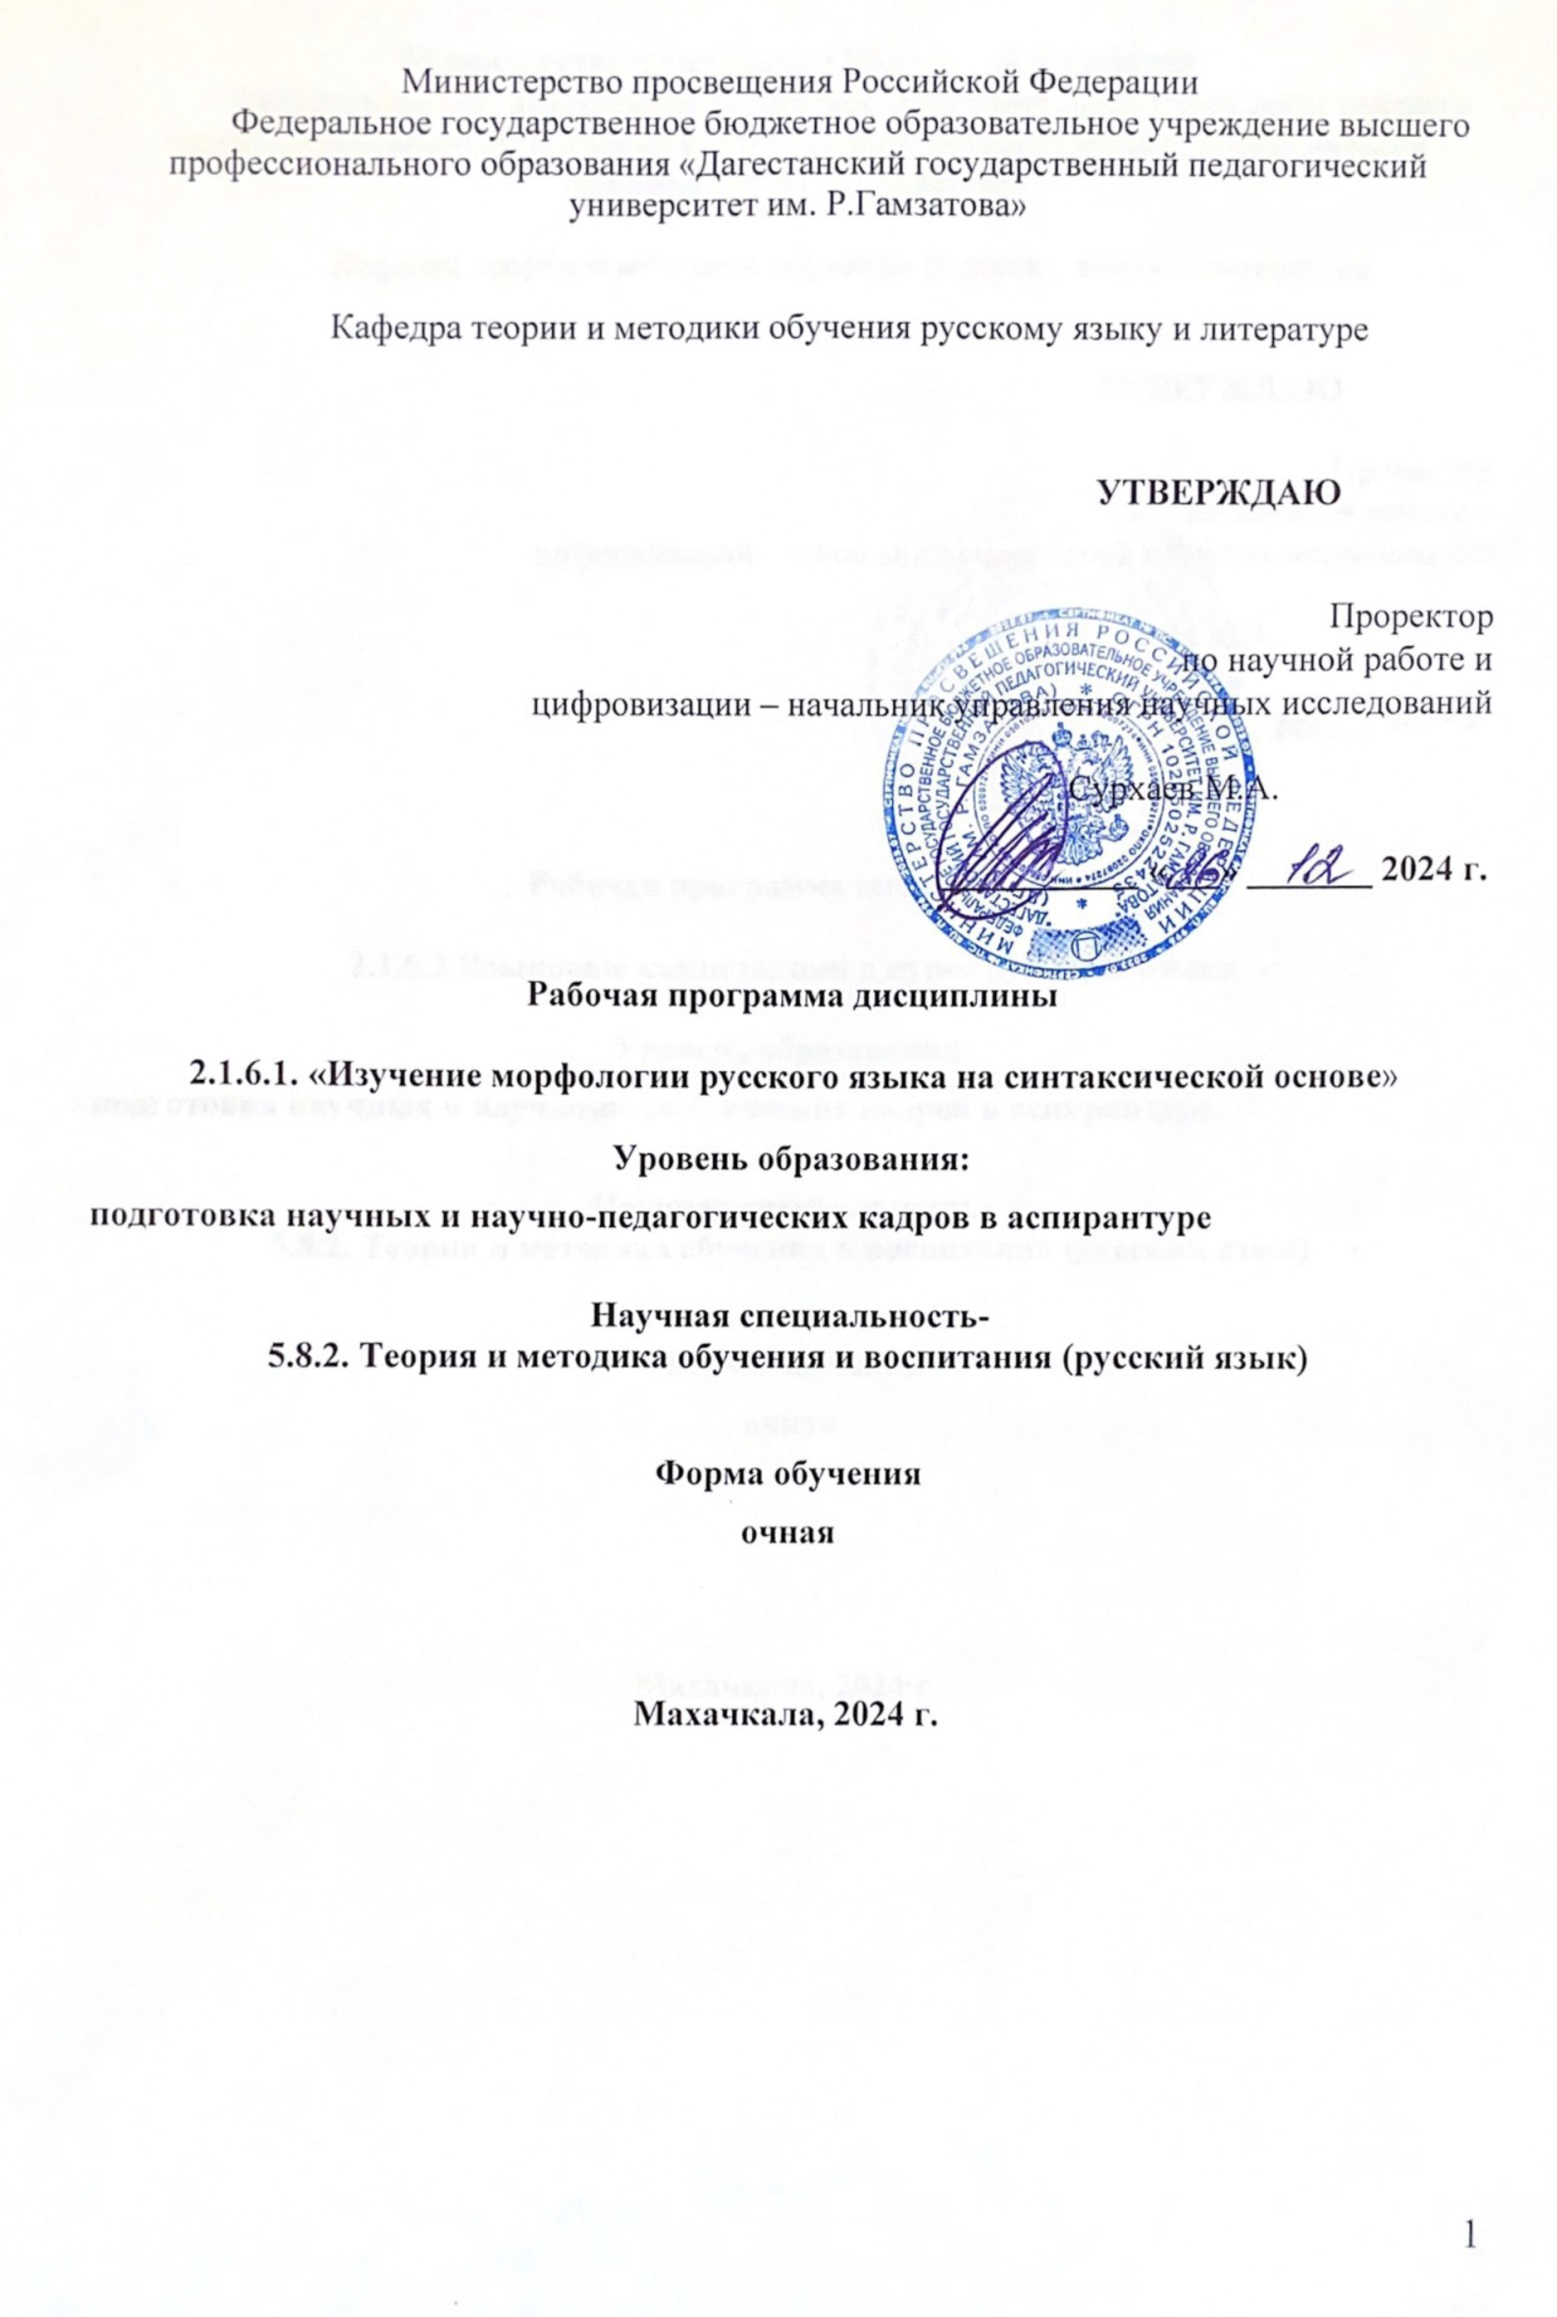 Министерство просвещения Российской Федерации
Федеральное государственное бюджетное образовательное учреждение высшего
профессионального образования «Дагестанский государственный педагогический
университет им. Р.Гамзатова»
Кафедра теории и методики обучения русскому языку и литературе
УТВЕРЖДАЮ
Проректор
по научной работе и
цифровизации – начальник управления научных исследований
Сурхаев М.А.
«16» 12 2024 г.
Рабочая программа дисциплины
2.1.6.1. «Изучение морфологии русского языка на синтаксической основе»
Уровень образования:
подготовка научных и научно-педагогических кадров в аспирантуре
Научная специальность-
5.8.2. Теория и методика обучения и воспитания (русский язык)
Форма обучения
очная
Махачкала, 2024 г.
1